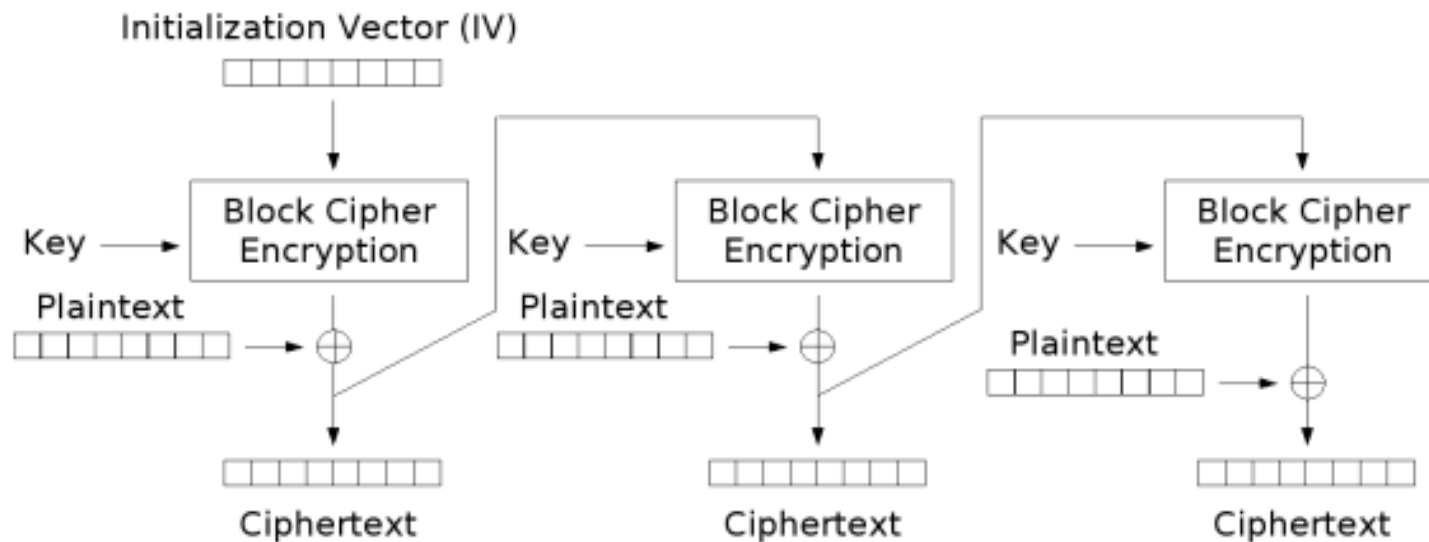 Initialization Vector (IV)
Block Cipher
Encryption
Key
Plaintext
Ciphertext
Block Cipher
Encryption
Key
Plaintext
Ciphertext
Block Cipher
Encryption
Key
Plaintext
Ciphertext